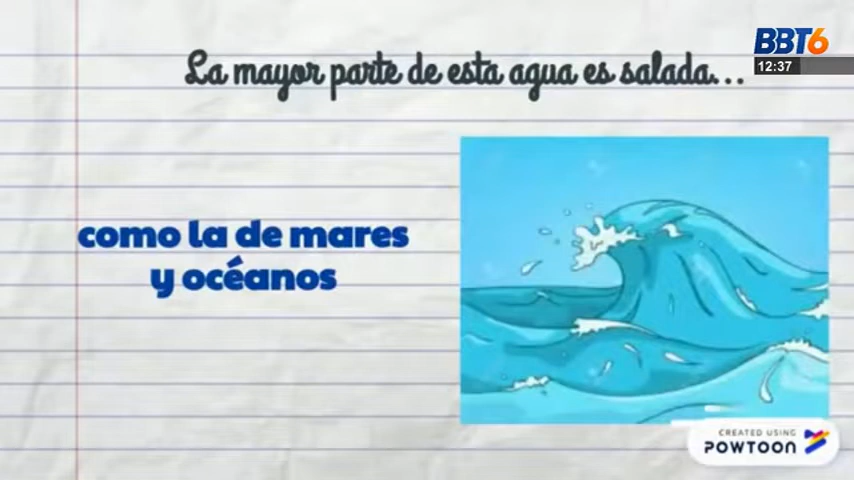 BBT6
12:37
La mayor parte de esta agua es salada...
como la de mares
y océanos
CREATED USING
POWTOON